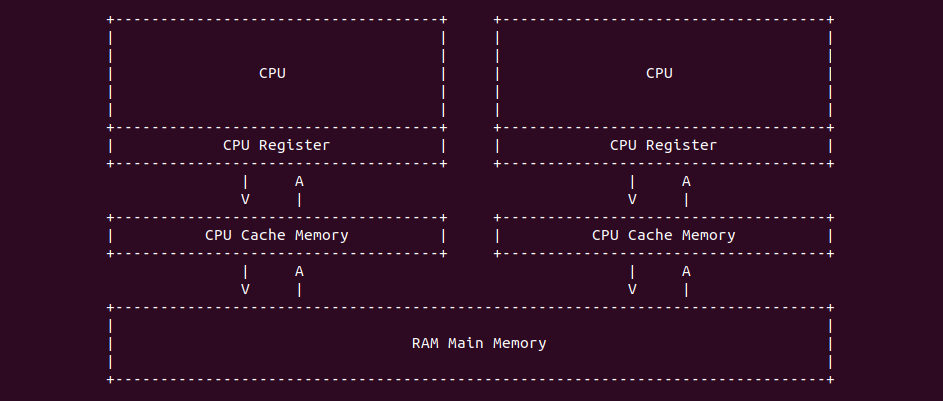 +------------------------------------+     +------------------------------------+
|                                    |     |                                    |
|                                    |     |                                    |
|                CPU                 |     |                CPU                 |
|                                    |     |                                    |
|                                    |     |                                    |
+------------------------------------+     +------------------------------------+
|            CPU Register            |     |            CPU Register            |
+------------------------------------+     +------------------------------------+
               |     A                                    |     A
               V     |                                    V     |
+------------------------------------+     +------------------------------------+
|          CPU Cache Memory          |     |          CPU Cache Memory          |
+------------------------------------+     +------------------------------------+
               |     A                                    |     A
               V     |                                    V     |
+-------------------------------------------------------------------------------+
|                                                                               |
|                                 RAM Main Memory                               |
|                                                                               |
+-------------------------------------------------------------------------------+